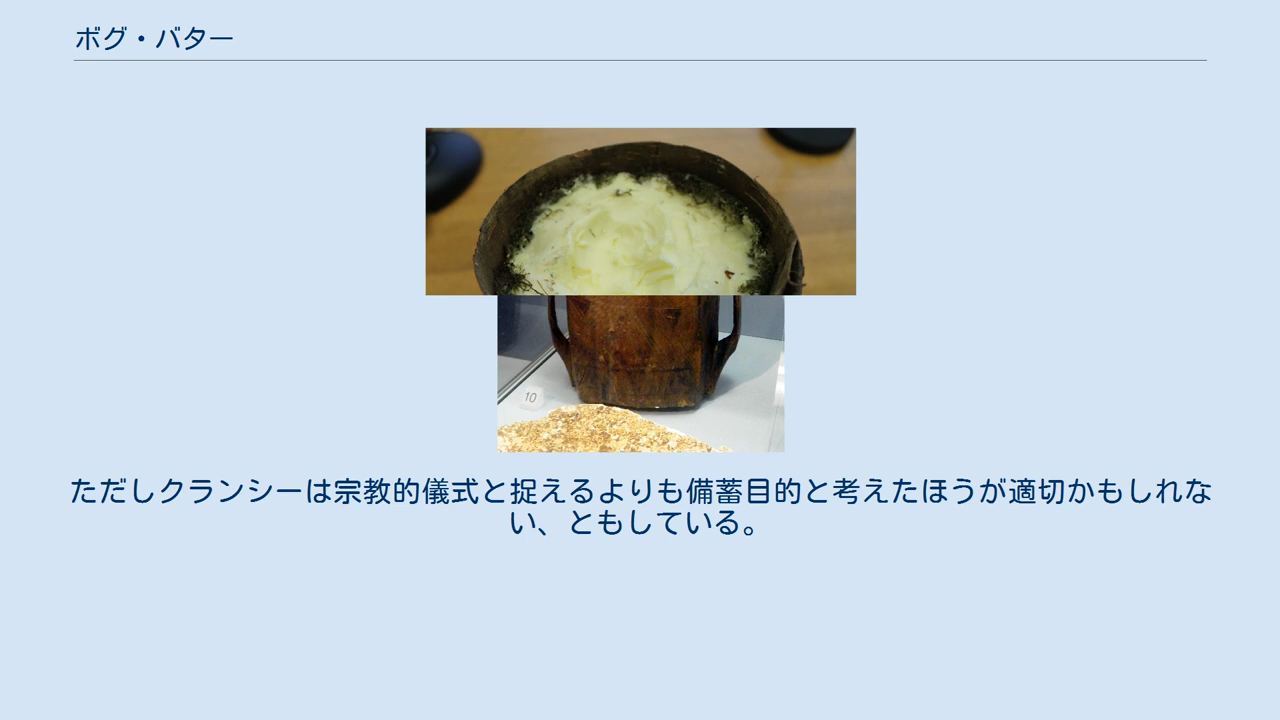 ボグ・バター
10
ただしクランシーは宗教的儀式と捉えるよりも備蓄目的と考えたほうが適切かもしれな
い、ともしている。